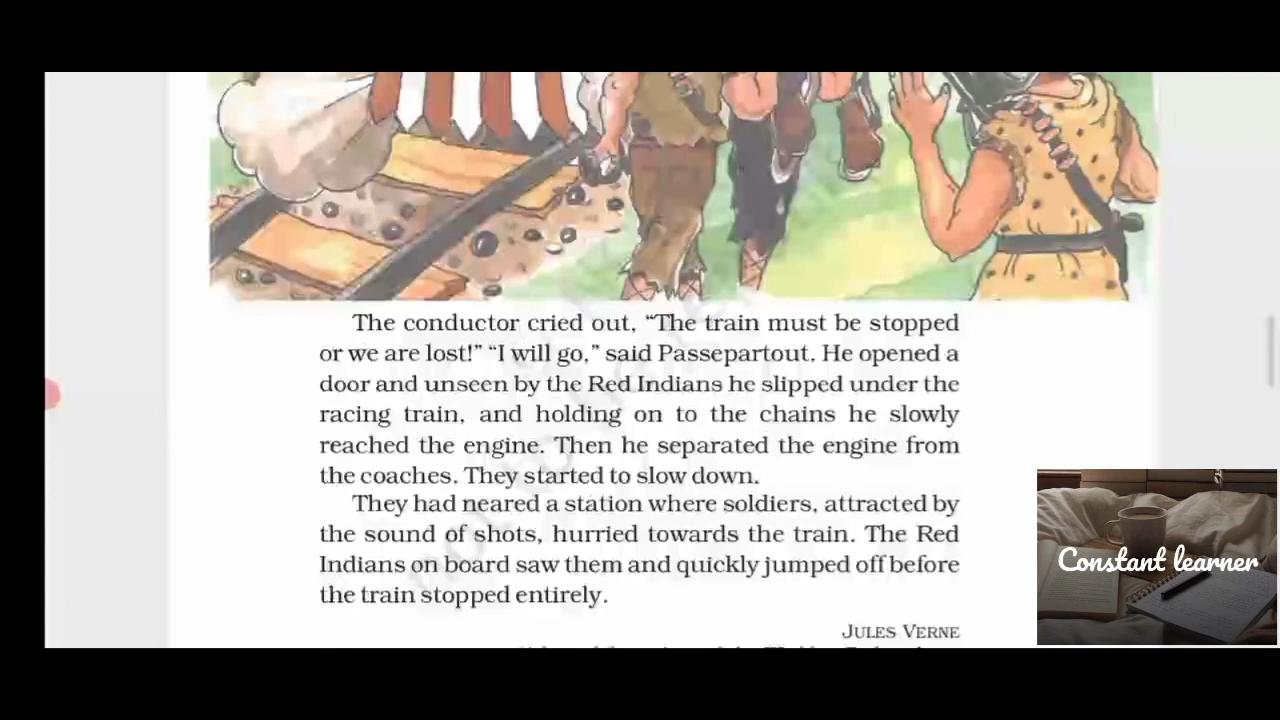 The conductor cried out, “The train must be stopped
or we are lost!” “I will go,” said Passepartout. He opened a
door and unseen by the Red Indians he slipped under the
racing train, and holding on to the chains he slowly
reached the engine. Then he separated the engine from
the coaches. They started to slow down.
They had neared a station where soldiers, attracted by
the sound of shots, hurried towards the train. The Red
Indians on board saw them and quickly jumped off before
the train stopped entirely.
JULES VERNE
Constant learner